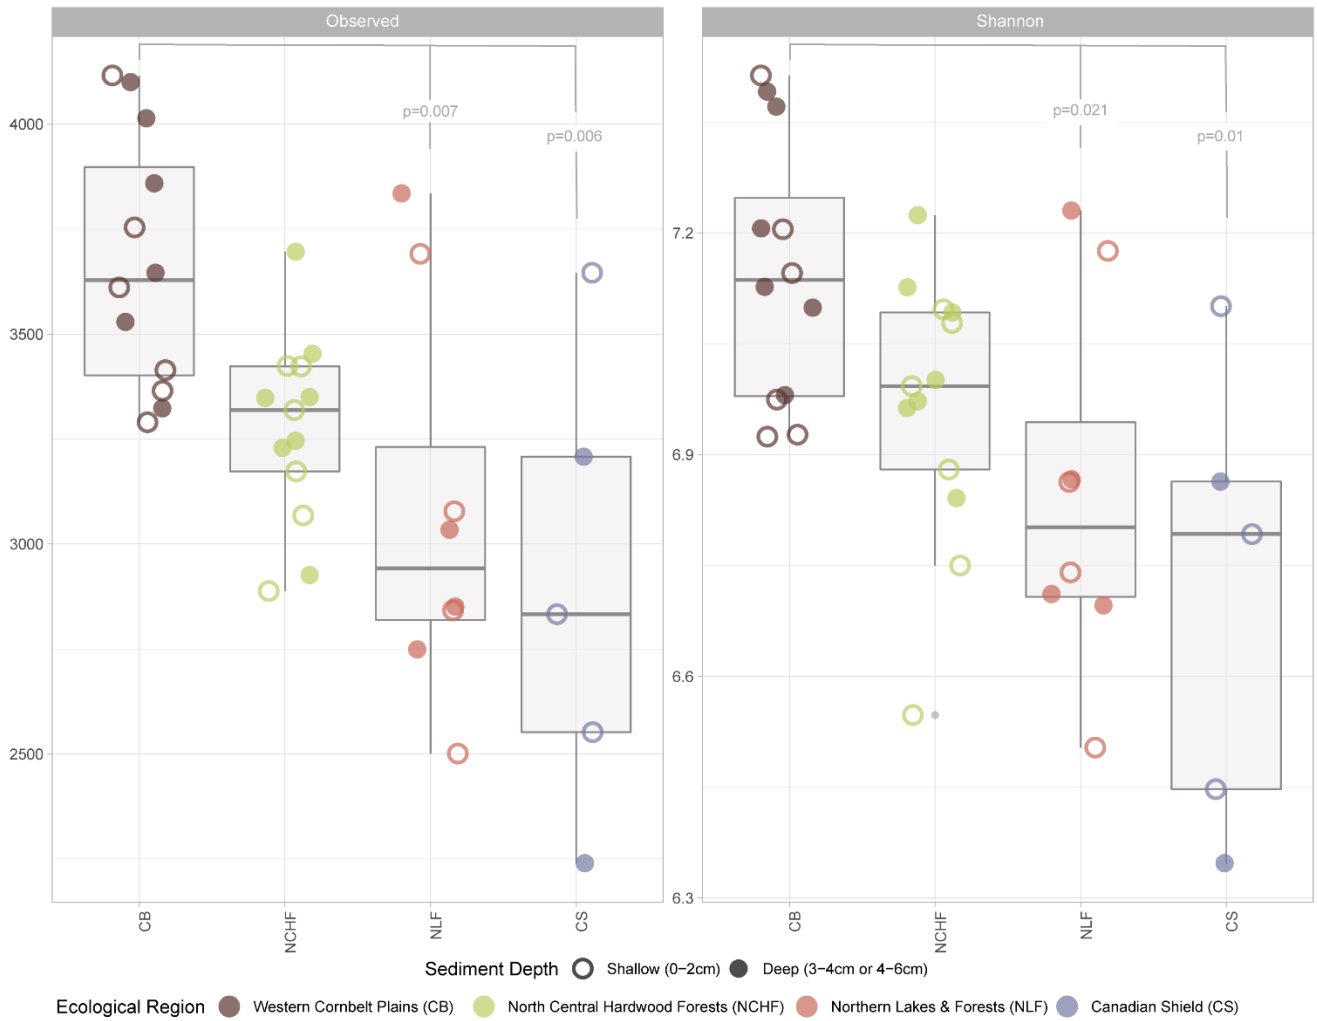 Observed
Shannon
4000
3500
3000
2500
p=0.007
p=0.006
CB
NCHF
NLF
CS
7.2
6.9
6.6
6.3
p=0.021
p=0.01
CB
NCHF
NLF
CS
Sediment Depth Shallow (0−2cm) Deep (3−4cm or 4−6cm)
Ecological Region Western Cornbelt Plains (CB) North Central Hardwood Forests (NCHF) Northern Lakes & Forests (NLF) Canadian Shield (CS)